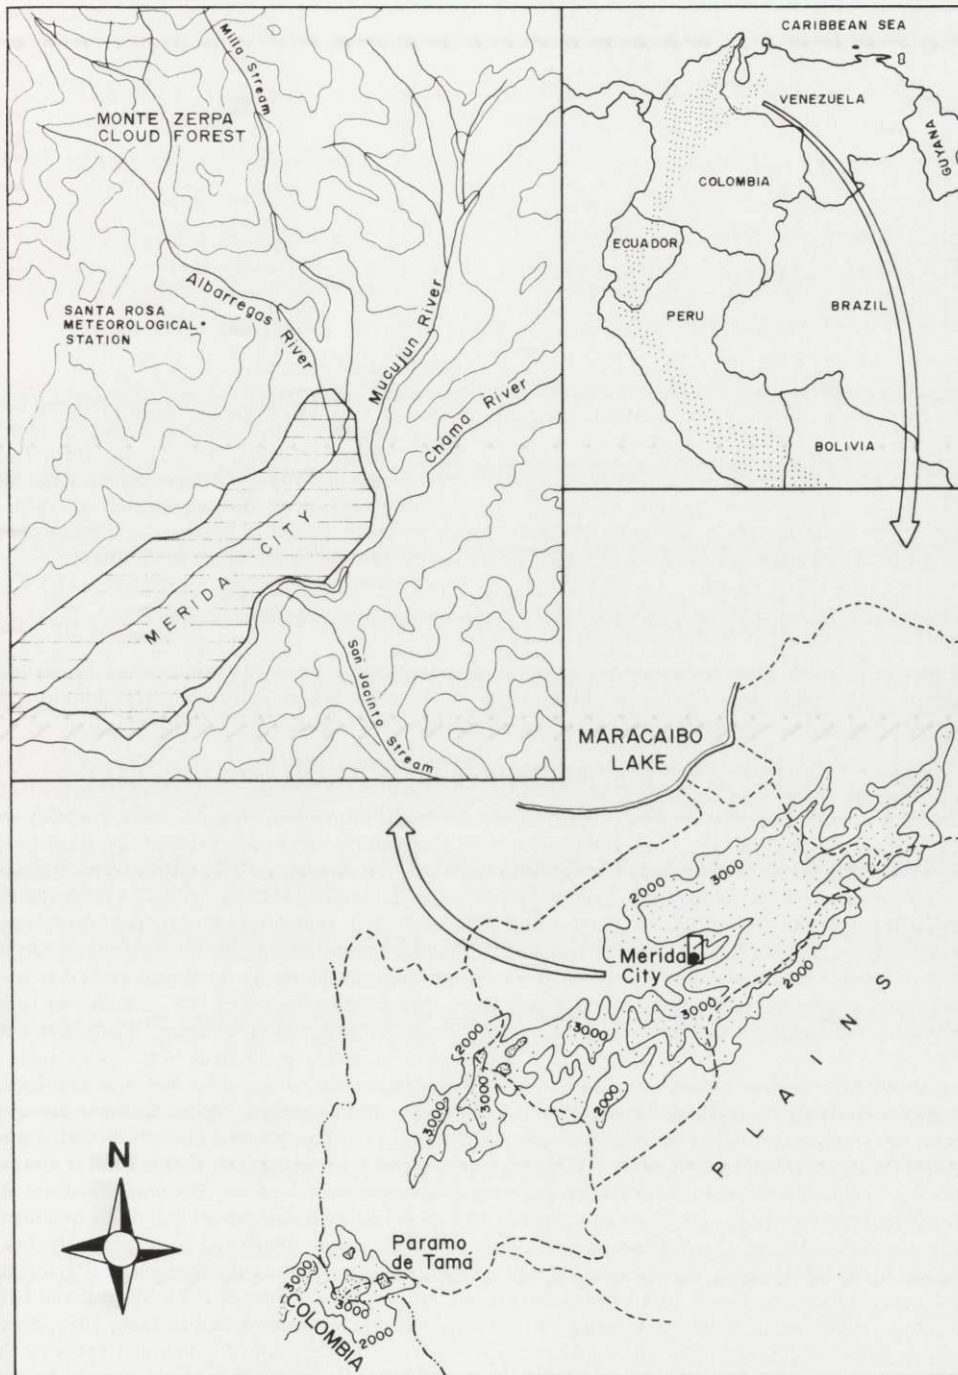 Milla Stream
MONTE ZERPA
CLOUD FOREST
Albarregas River
SANTA ROSA
METEOROLOGICAL
STATION
Mucujun River
Chama River
MERIDA CITY
San Jacinto Stream
CARIBBEAN SEA
VENEZUELA
GUYANA
COLOMBIA
ECUADOR
PERU
BRAZIL
BOLIVIA
MARACAIBO
LAKE
2000
3000
Mérida
City
3000
2000
2000
3000
3000
3000
2000
PLAINS
N
Paramo
de Tamá
3000
3000
2000
COLOMBIA